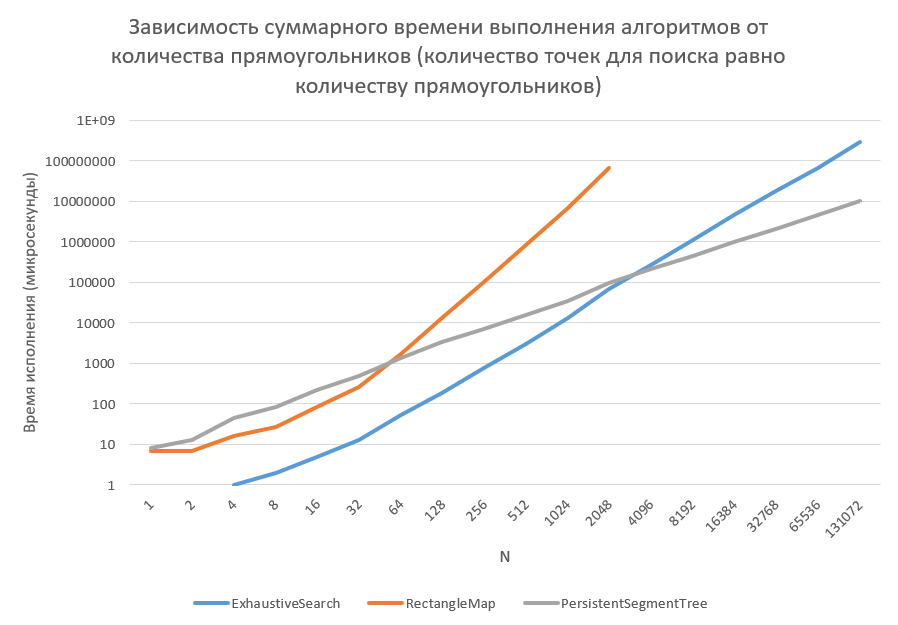 Зависимость суммарного времени выполнения алгоритмов от
количества прямоугольников (количество точек для поиска равно
количеству прямоугольников)
Время исполнения (микросекунды)
1E+09
100000000
10000000
1000000
100000
10000
1000
100
10
1
1 2 4 8 16 32 64 128 256 512 1024 2048 4096 8192 16384 32768 65536 131072
N
ExhaustiveSearch RectangleMap PersistentSegmentTree